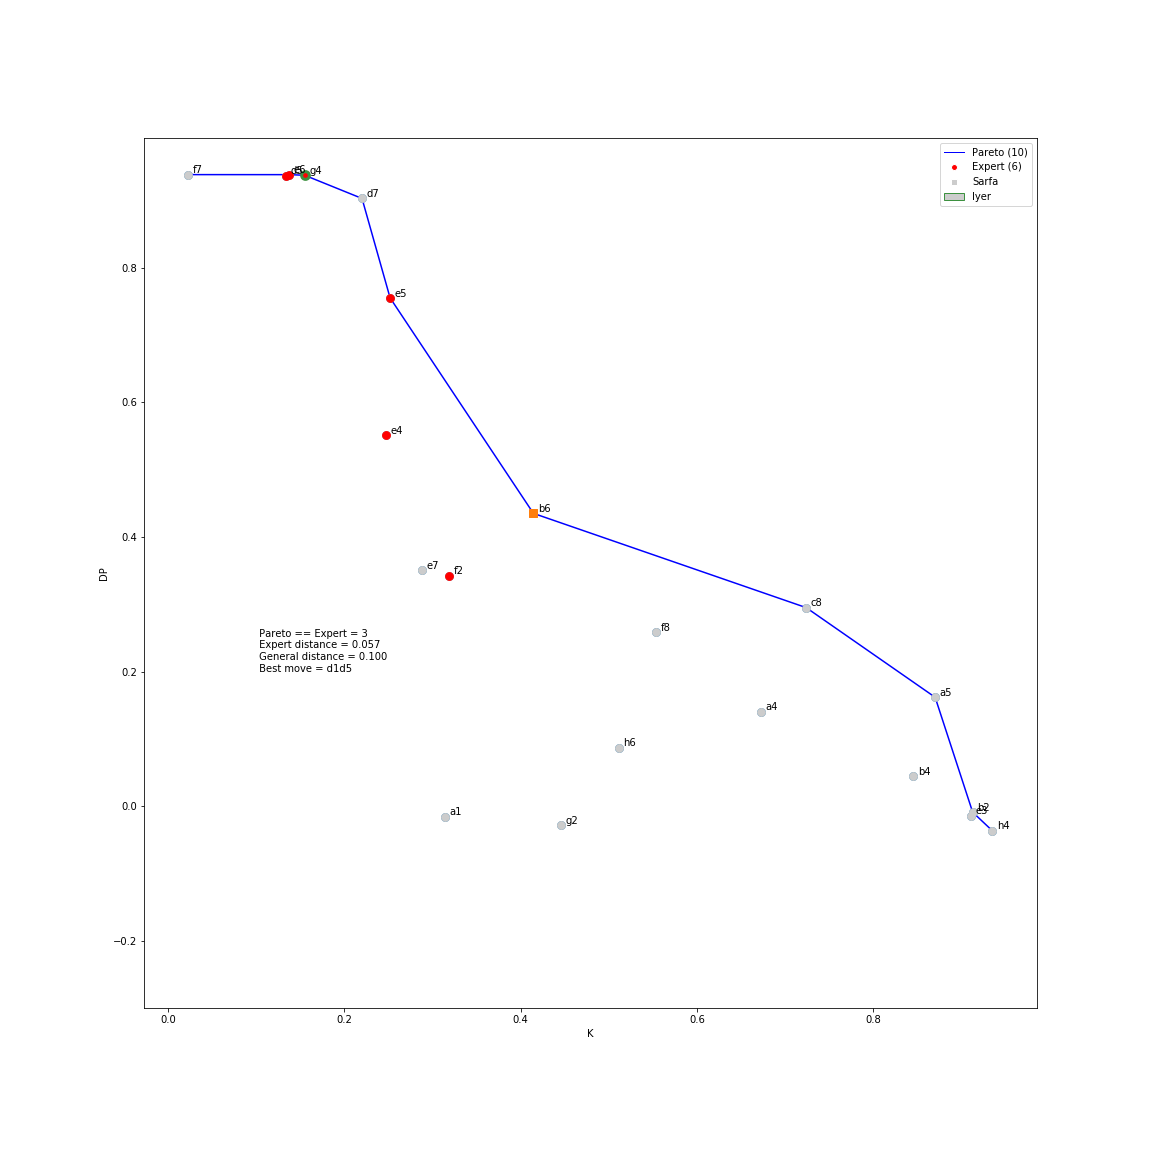 Pareto (10)
Expert (6)
Sarfa
Iyer
f7
g4
d7
e5
e4
b6
e7
f2
c8
f8
a5
a4
h6
b4
a1
g2
b2
h4
Pareto == Expert = 3
Expert distance = 0.057
General distance = 0.100
Best move = d1d5
DP
0.8
0.6
0.4
0.2
0.0
−0.2
0.0 0.2 0.4 0.6 0.8
K